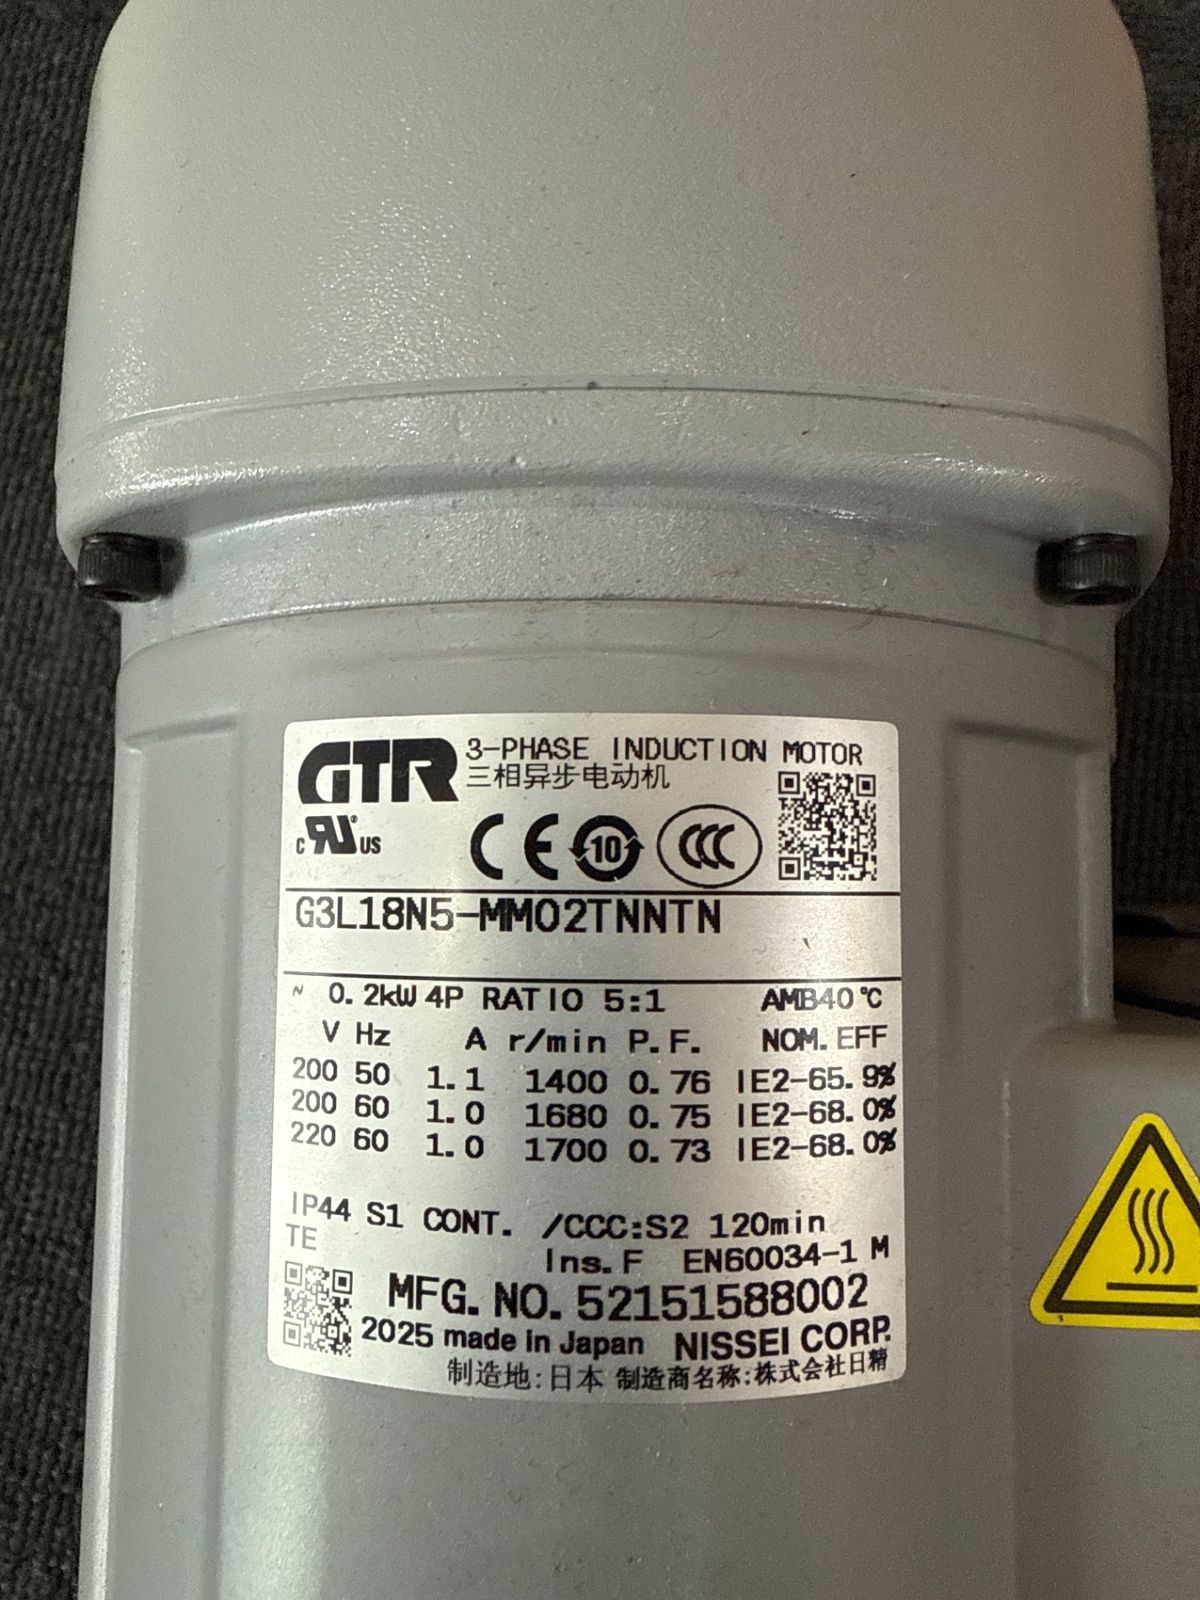 GTR 3-PHASE INDUCTION MOTOR
三相异步电动机
c RU® US CE 10 CCC
G3L18N5-MM02TNNTN
~ 0.2kW 4P RATIO 5:1 AMB40℃
V Hz A r/min P.F. NOM.EFF
200 50 1.1 1400 0.76 IE2-65.9%
200 60 1.0 1680 0.75 IE2-68.0%
220 60 1.0 1700 0.73 IE2-68.0%
IP44 S1 CONT. /CCC:S2 120min
TE Ins.F EN60034-1 M
MFG.NO.52151588002
2025 made in Japan NISSEI CORP.
制造地:日本 制造商名称:株式会社日精